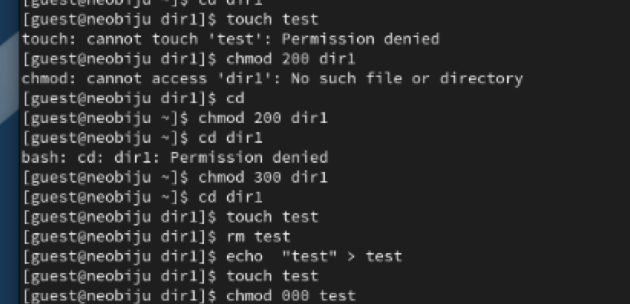 [guest@neobiju ~]$ cd dir1
[guest@neobiju dir1]$ touch test
touch: cannot touch 'test': Permission denied
[guest@neobiju dir1]$ chmod 200 dir1
chmod: cannot access 'dir1': No such file or directory
[guest@neobiju dir1]$ cd
[guest@neobiju ~]$ chmod 200 dir1
[guest@neobiju ~]$ cd dir1
bash: cd: dir1: Permission denied
[guest@neobiju ~]$ chmod 300 dir1
[guest@neobiju ~]$ cd dir1
[guest@neobiju dir1]$ touch test
[guest@neobiju dir1]$ rm test
[guest@neobiju dir1]$ echo  "test" > test
[guest@neobiju dir1]$ touch test
[guest@neobiju dir1]$ chmod 000 test